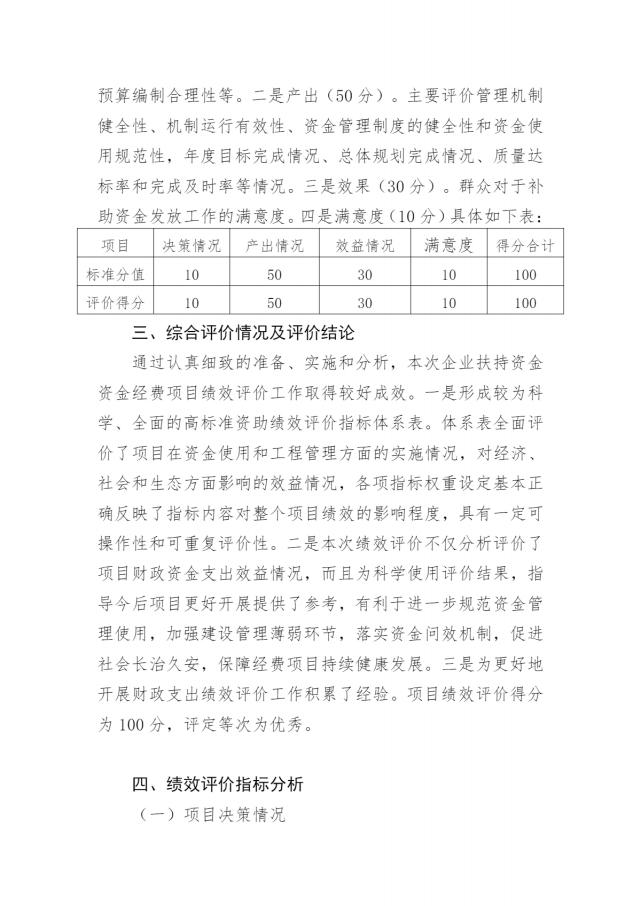 预算编制合理性等。二是产出（50 分）。主要评价管理机制
健全性、机制运行有效性、资金管理制度的健全性和资金使
用规范性，年度目标完成情况、总体规划完成情况、质量达
标率和完成及时率等情况。三是效果（30 分）。群众对于补
助资金发放工作的满意度。四是满意度（10 分）具体如下表：
项目 决策情况 产出情况 效益情况 满意度 得分合计
标准分值 10 50 30 10 100
评价得分 10 50 30 10 100
三、综合评价情况及评价结论
通过认真细致的准备、实施和分析，本次企业扶持资金
资金经费项目绩效评价工作取得较好成效。一是形成较为科
学、全面的高标准资助绩效评价指标体系表。体系表全面评
价了项目在资金使用和工程管理方面的实施情况，对经济、
社会和生态方面影响的效益情况，各项指标权重设定基本正
确反映了指标内容对整个项目绩效的影响程度，具有一定可
操作性和可重复评价性。二是本次绩效评价不仅分析评价了
项目财政资金支出效益情况，而且为科学使用评价结果，指
导今后项目更好开展提供了参考，有利于进一步规范资金管
理使用，加强建设管理薄弱环节，落实资金问效机制，促进
社会长治久安，保障经费项目持续健康发展。三是为更好地
开展财政支出绩效评价工作积累了经验。项目绩效评价得分
为 100 分，评定等次为优秀。
四、绩效评价指标分析
（一）项目决策情况